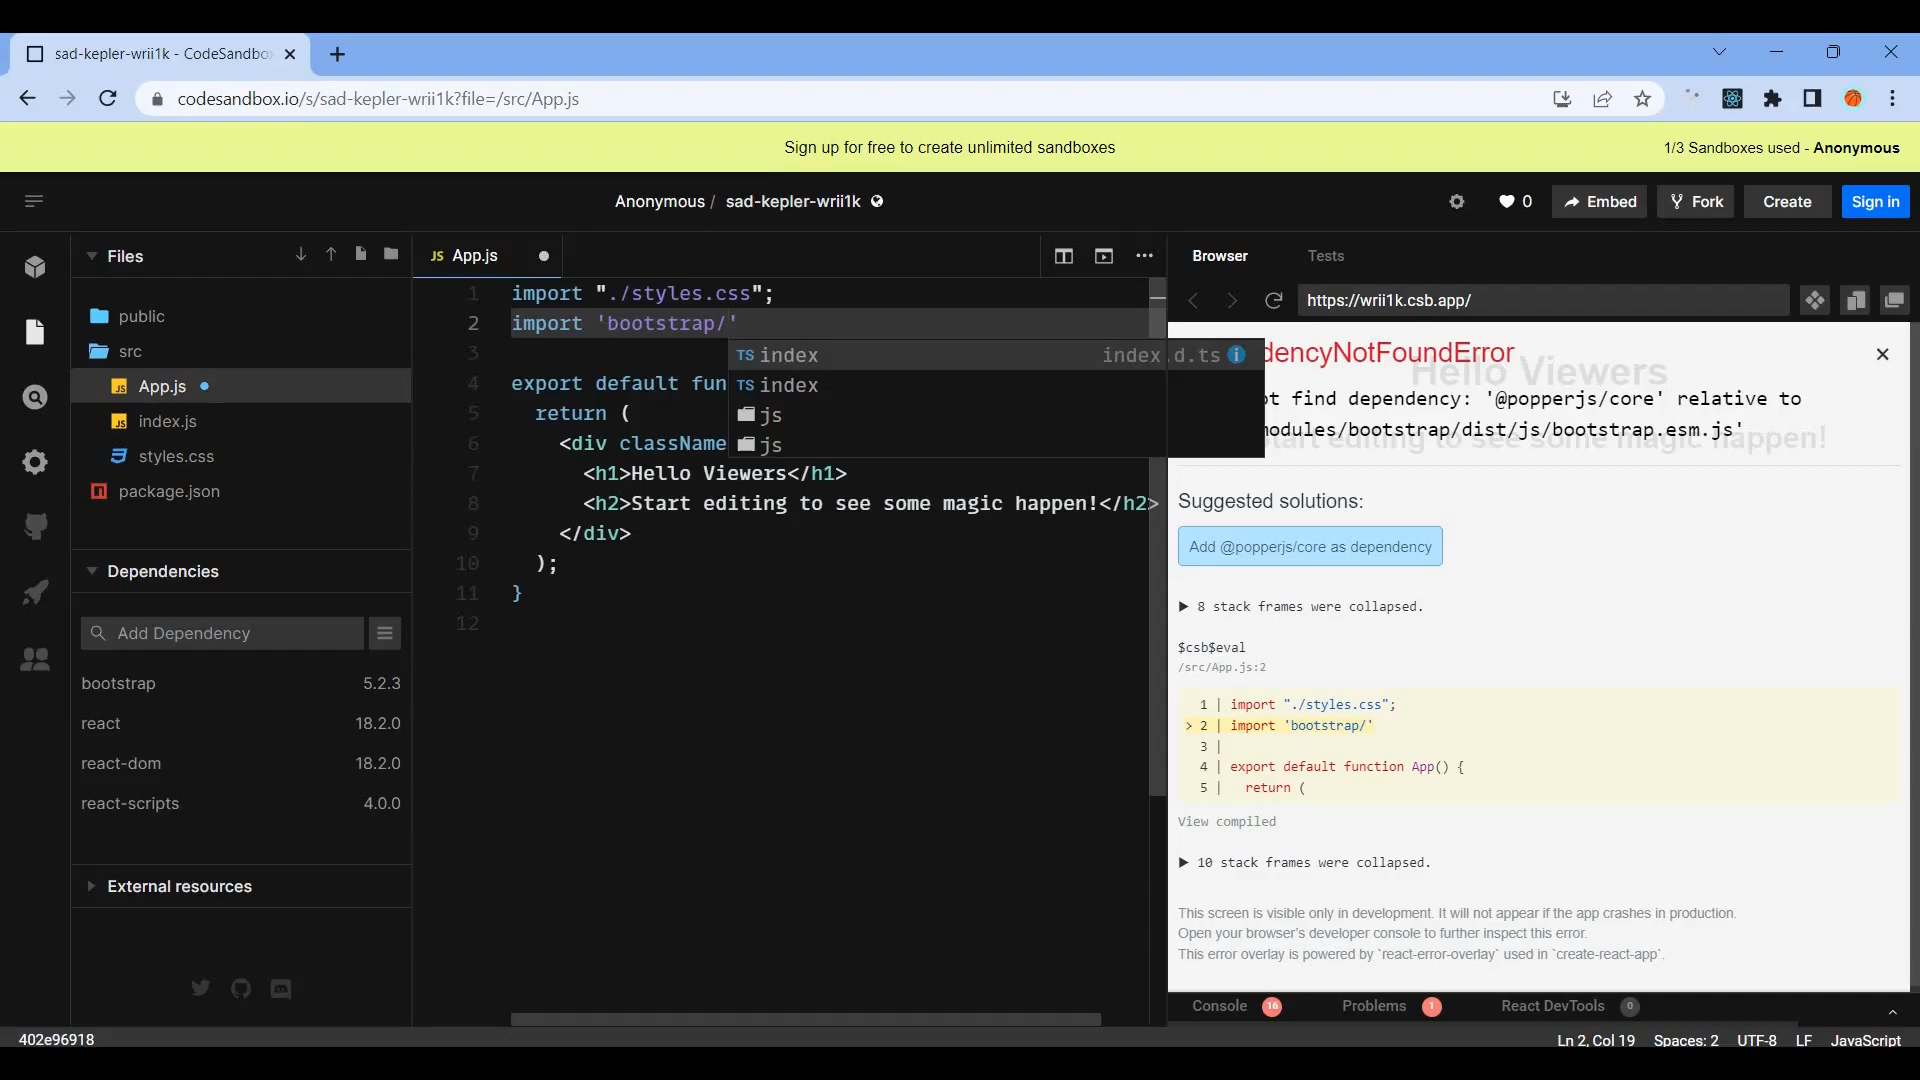 sad-kepler-wrii1k - CodeSandbox
codesandbox.io/s/sad-kepler-wrii1k?file=/src/App.js
Sign up for free to create unlimited sandboxes
1/3 Sandboxes used - Anonymous
Anonymous / sad-kepler-wrii1k
0
Embed
Fork
Create
Sign in
Files
public
src
App.js
index.js
styles.css
package.json
Dependencies
Add Dependency
bootstrap 5.2.3
react 18.2.0
react-dom 18.2.0
react-scripts 4.0.0
External resources
JS App.js
1 import "./styles.css";
2 import 'bootstrap/'
3
4 export default fun
5 return (
6 <div className
7 <h1>Hello Viewers</h1>
8 <h2>Start editing to see some magic happen!</h2>
9 </div>
10 );
11 }
12
TS index index.d.ts
TS index
js
js
Browser
Tests
https://wrii1k.csb.app/
dencyNotFoundError
Hello Viewers
ot find dependency: '@popperjs/core' relative to
modules/bootstrap/dist/js/bootstrap.esm.js'
tart editing to see some magic happen!
Suggested solutions:
Add @popperjs/core as dependency
▶ 8 stack frames were collapsed.
$csb$eval
/src/App.js:2
1 | import "./styles.css";
> 2 | import 'bootstrap/'
3 |
4 | export default function App() {
5 | return (
View compiled
▶ 10 stack frames were collapsed.
This screen is visible only in development. It will not appear if the app crashes in production.
Open your browser's developer console to further inspect this error.
This error overlay is powered by `react-error-overlay` used in `create-react-app`.
Console 16
Problems 1
React DevTools 0
402e96918
Ln 2, Col 19 Spaces: 2 UTF-8 LF JavaScript